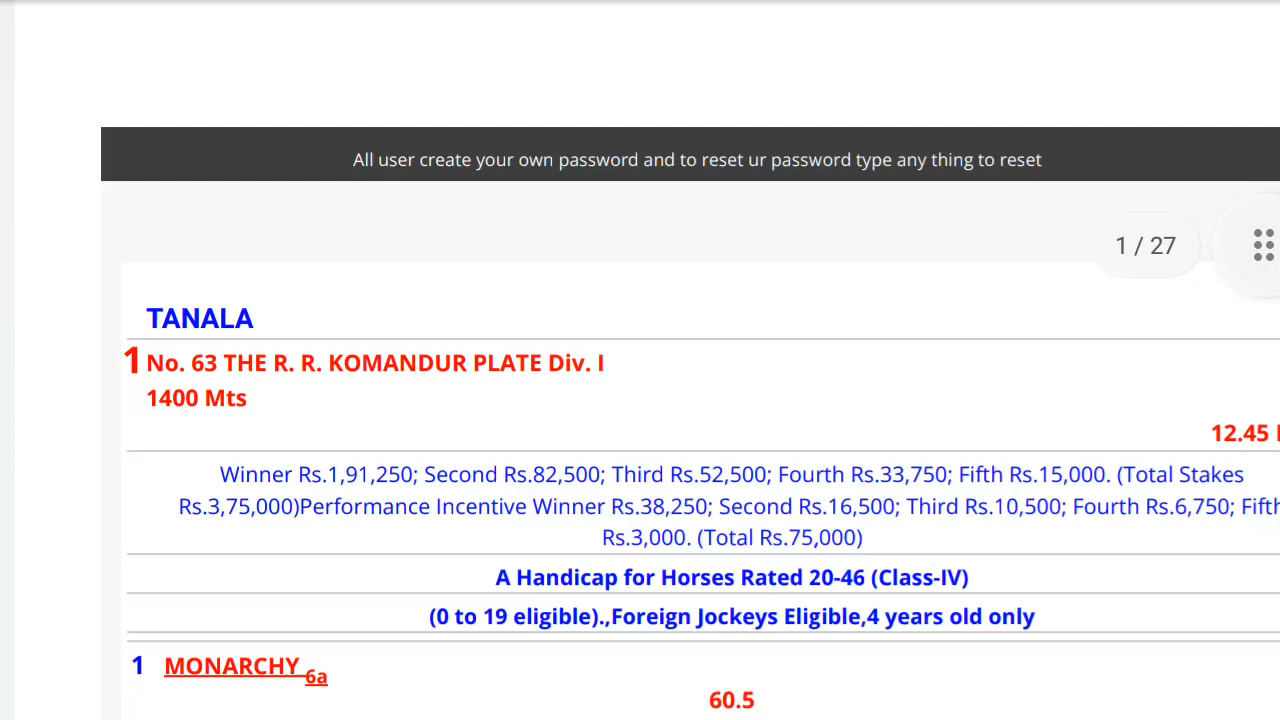 All user create your own password and to reset ur password type any thing to reset
1 / 27
TANALA
1 No. 63 THE R. R. KOMANDUR PLATE Div. I
1400 Mts
12.45
Winner Rs.1,91,250; Second Rs.82,500; Third Rs.52,500; Fourth Rs.33,750; Fifth Rs.15,000. (Total Stakes
Rs.3,75,000)Performance Incentive Winner Rs.38,250; Second Rs.16,500; Third Rs.10,500; Fourth Rs.6,750; Fifth
Rs.3,000. (Total Rs.75,000)
A Handicap for Horses Rated 20-46 (Class-IV)
(0 to 19 eligible).,Foreign Jockeys Eligible,4 years old only
1 MONARCHY 6a
60.5